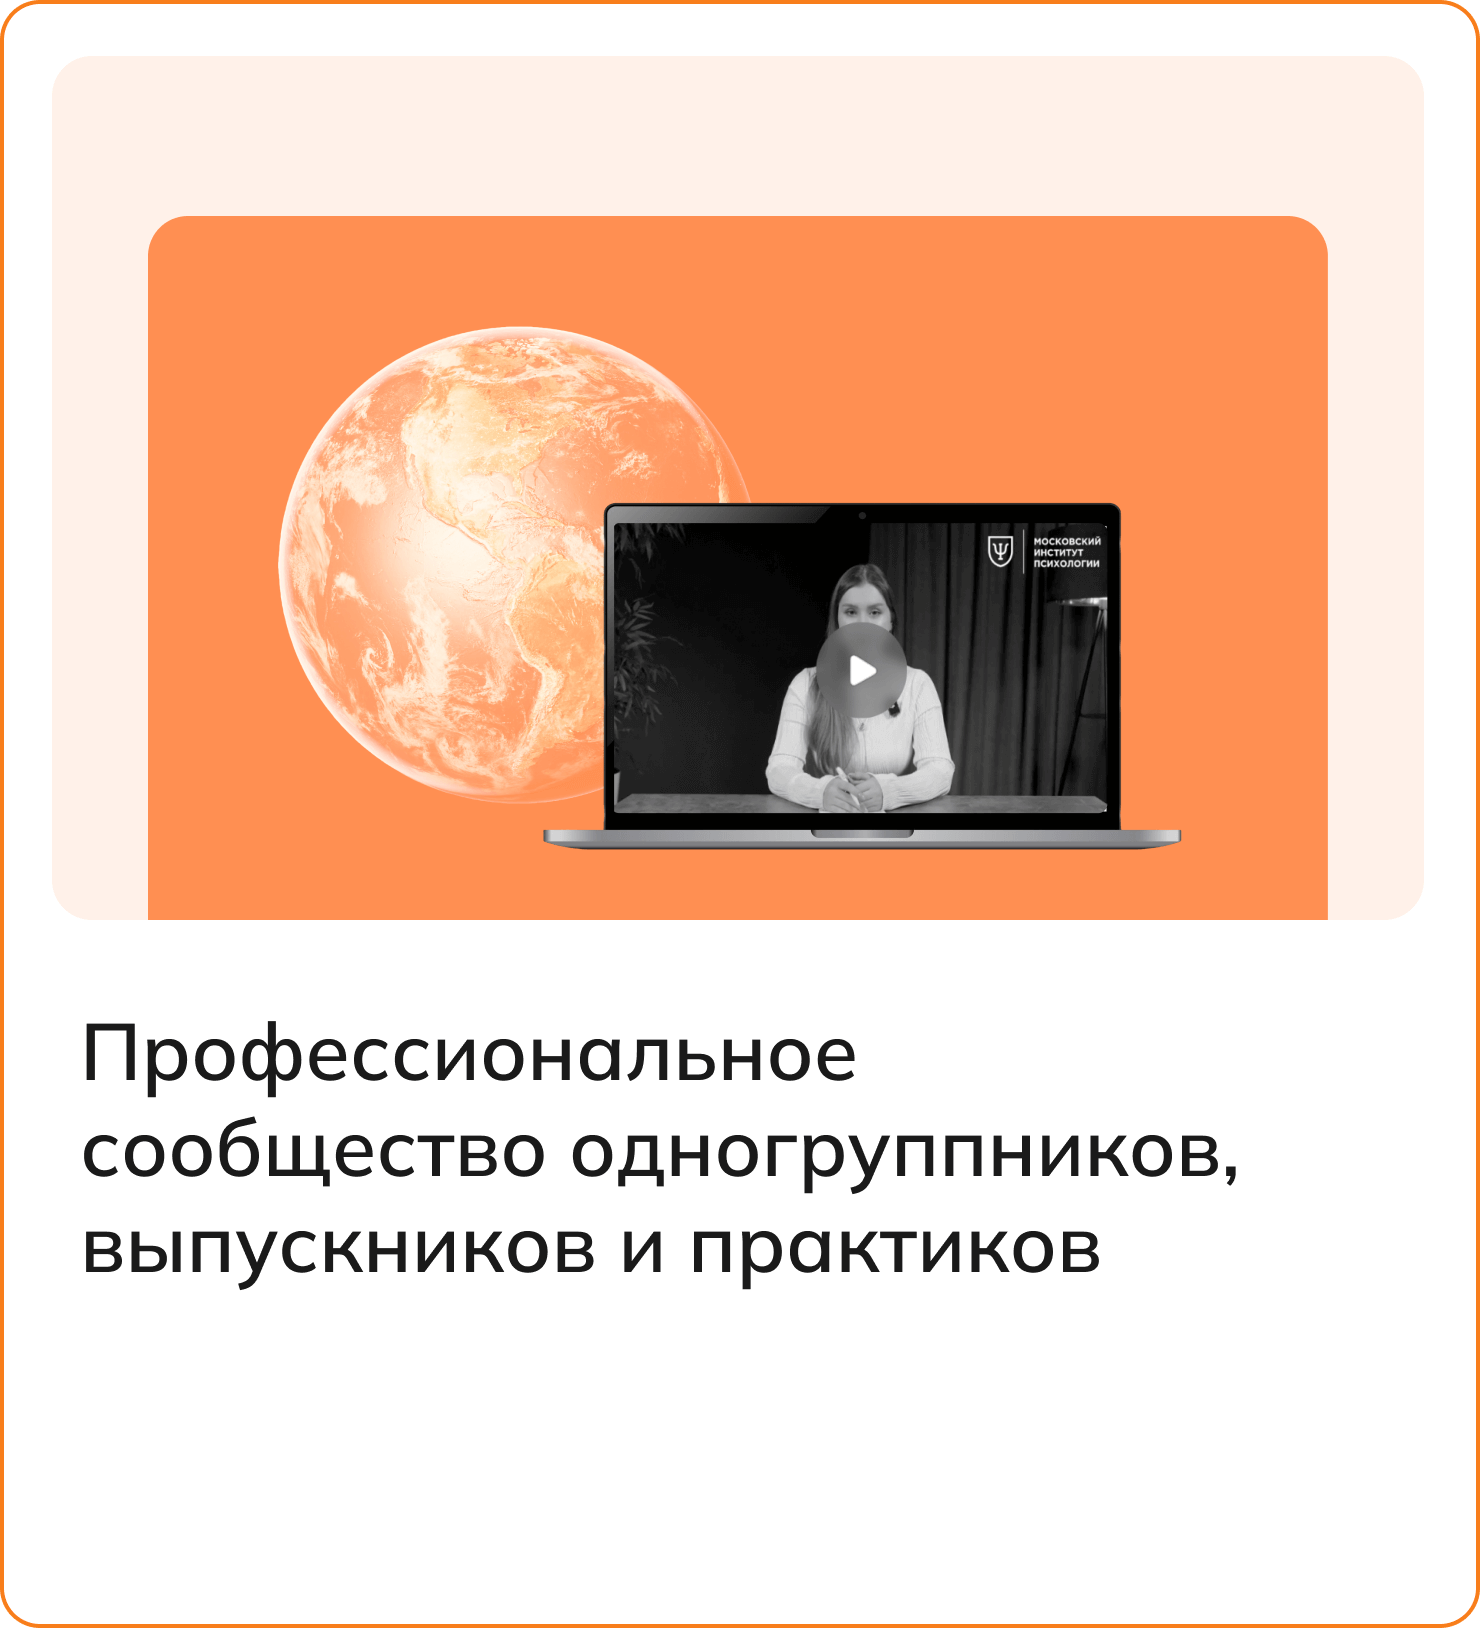 МОСКОВСКИЙ
ИНСТИТУТ
ПСИХОЛОГИИ
Профессиональное
сообщество одногруппников,
выпускников и практиков